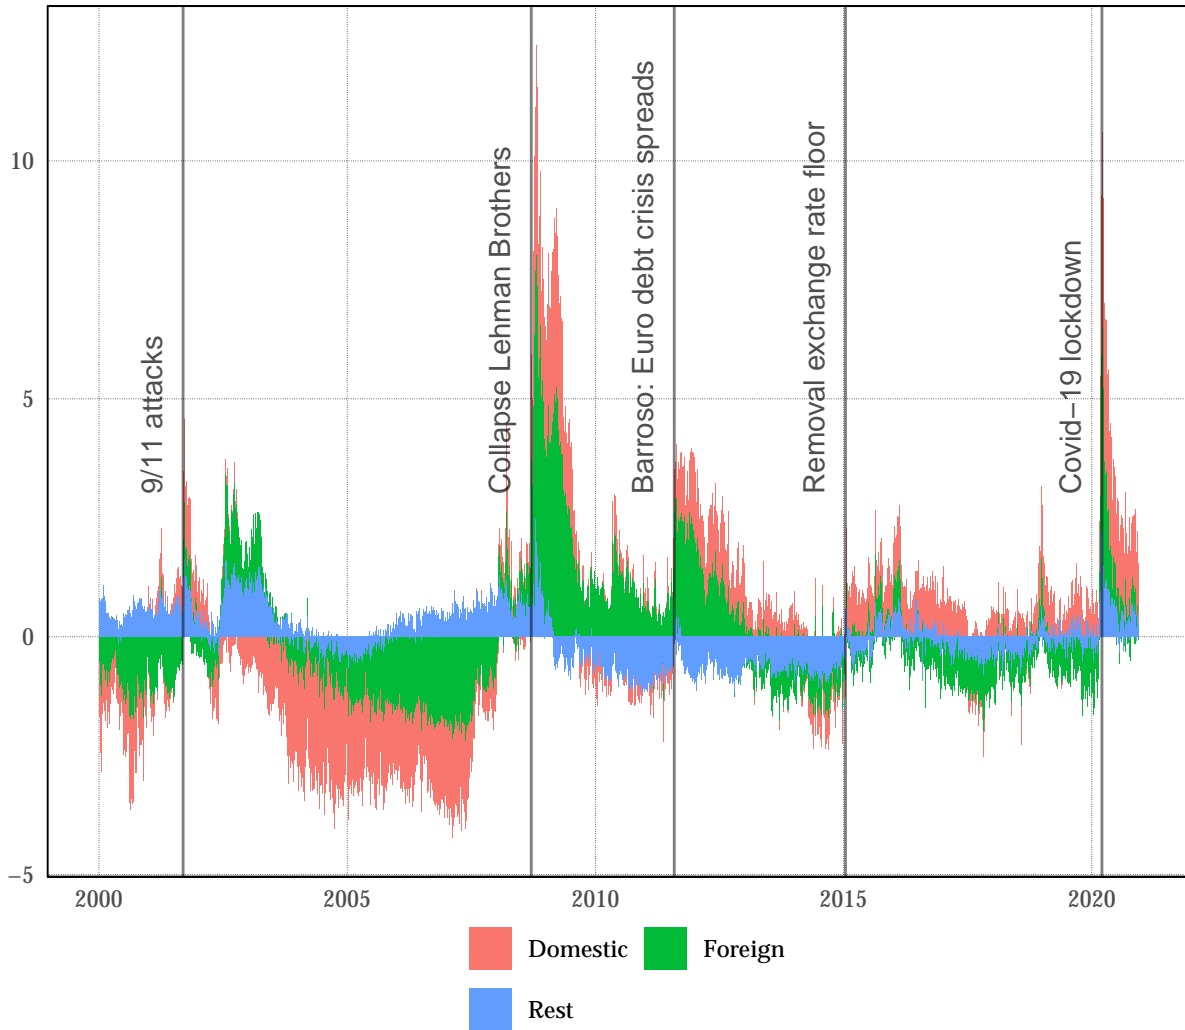 10
5
0
−5
9/11 attacks
Collapse Lehman Brothers
Barroso: Euro debt crisis spreads
Removal exchange rate floor
Covid−19 lockdown
2000
2005
2010
2015
2020
Domestic
Foreign
Rest